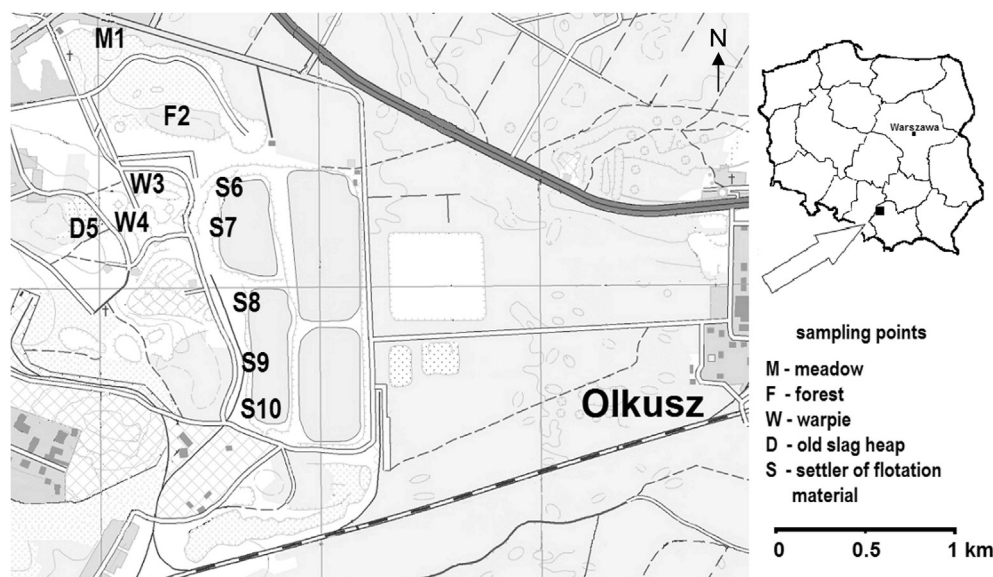 M1
N
F2
Warszawa
W3
S6
W4
S7
D5
S8
S9
S10
Olkusz
sampling points
M - meadow
F - forest
W - warpie
D - old slag heap
S - settler of flotation
material
0 0.5 1 km